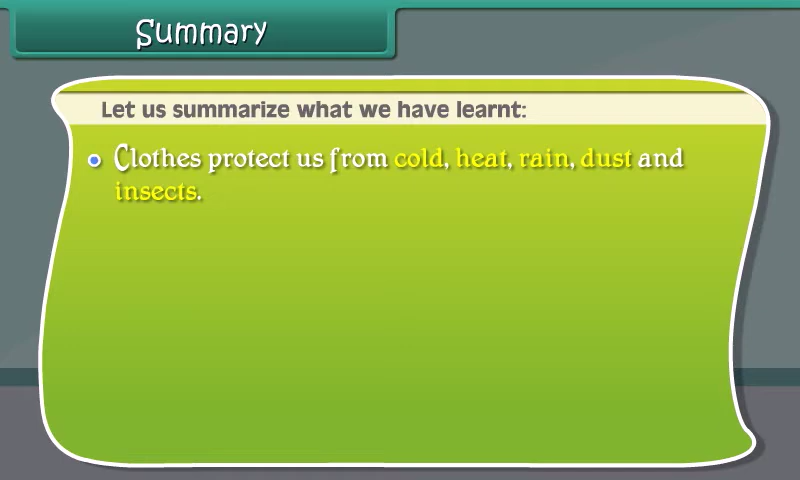 Summary
Let us summarize what we have learnt:
Clothes protect us from cold, heat, rain, dust and
insects.